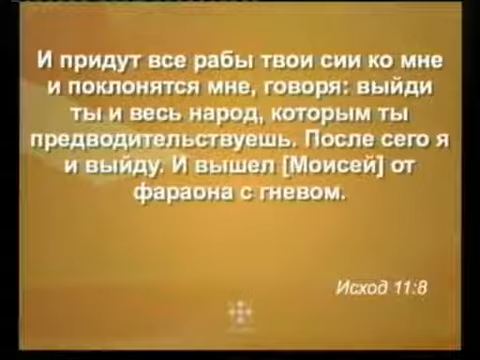 И придут все рабы твои сии ко мне
и поклонятся мне, говоря: выйди
ты и весь народ, которым ты
предводительствуешь. После сего я
и выйду. И вышел [Моисей] от
фараона с гневом.
Исход 11:8